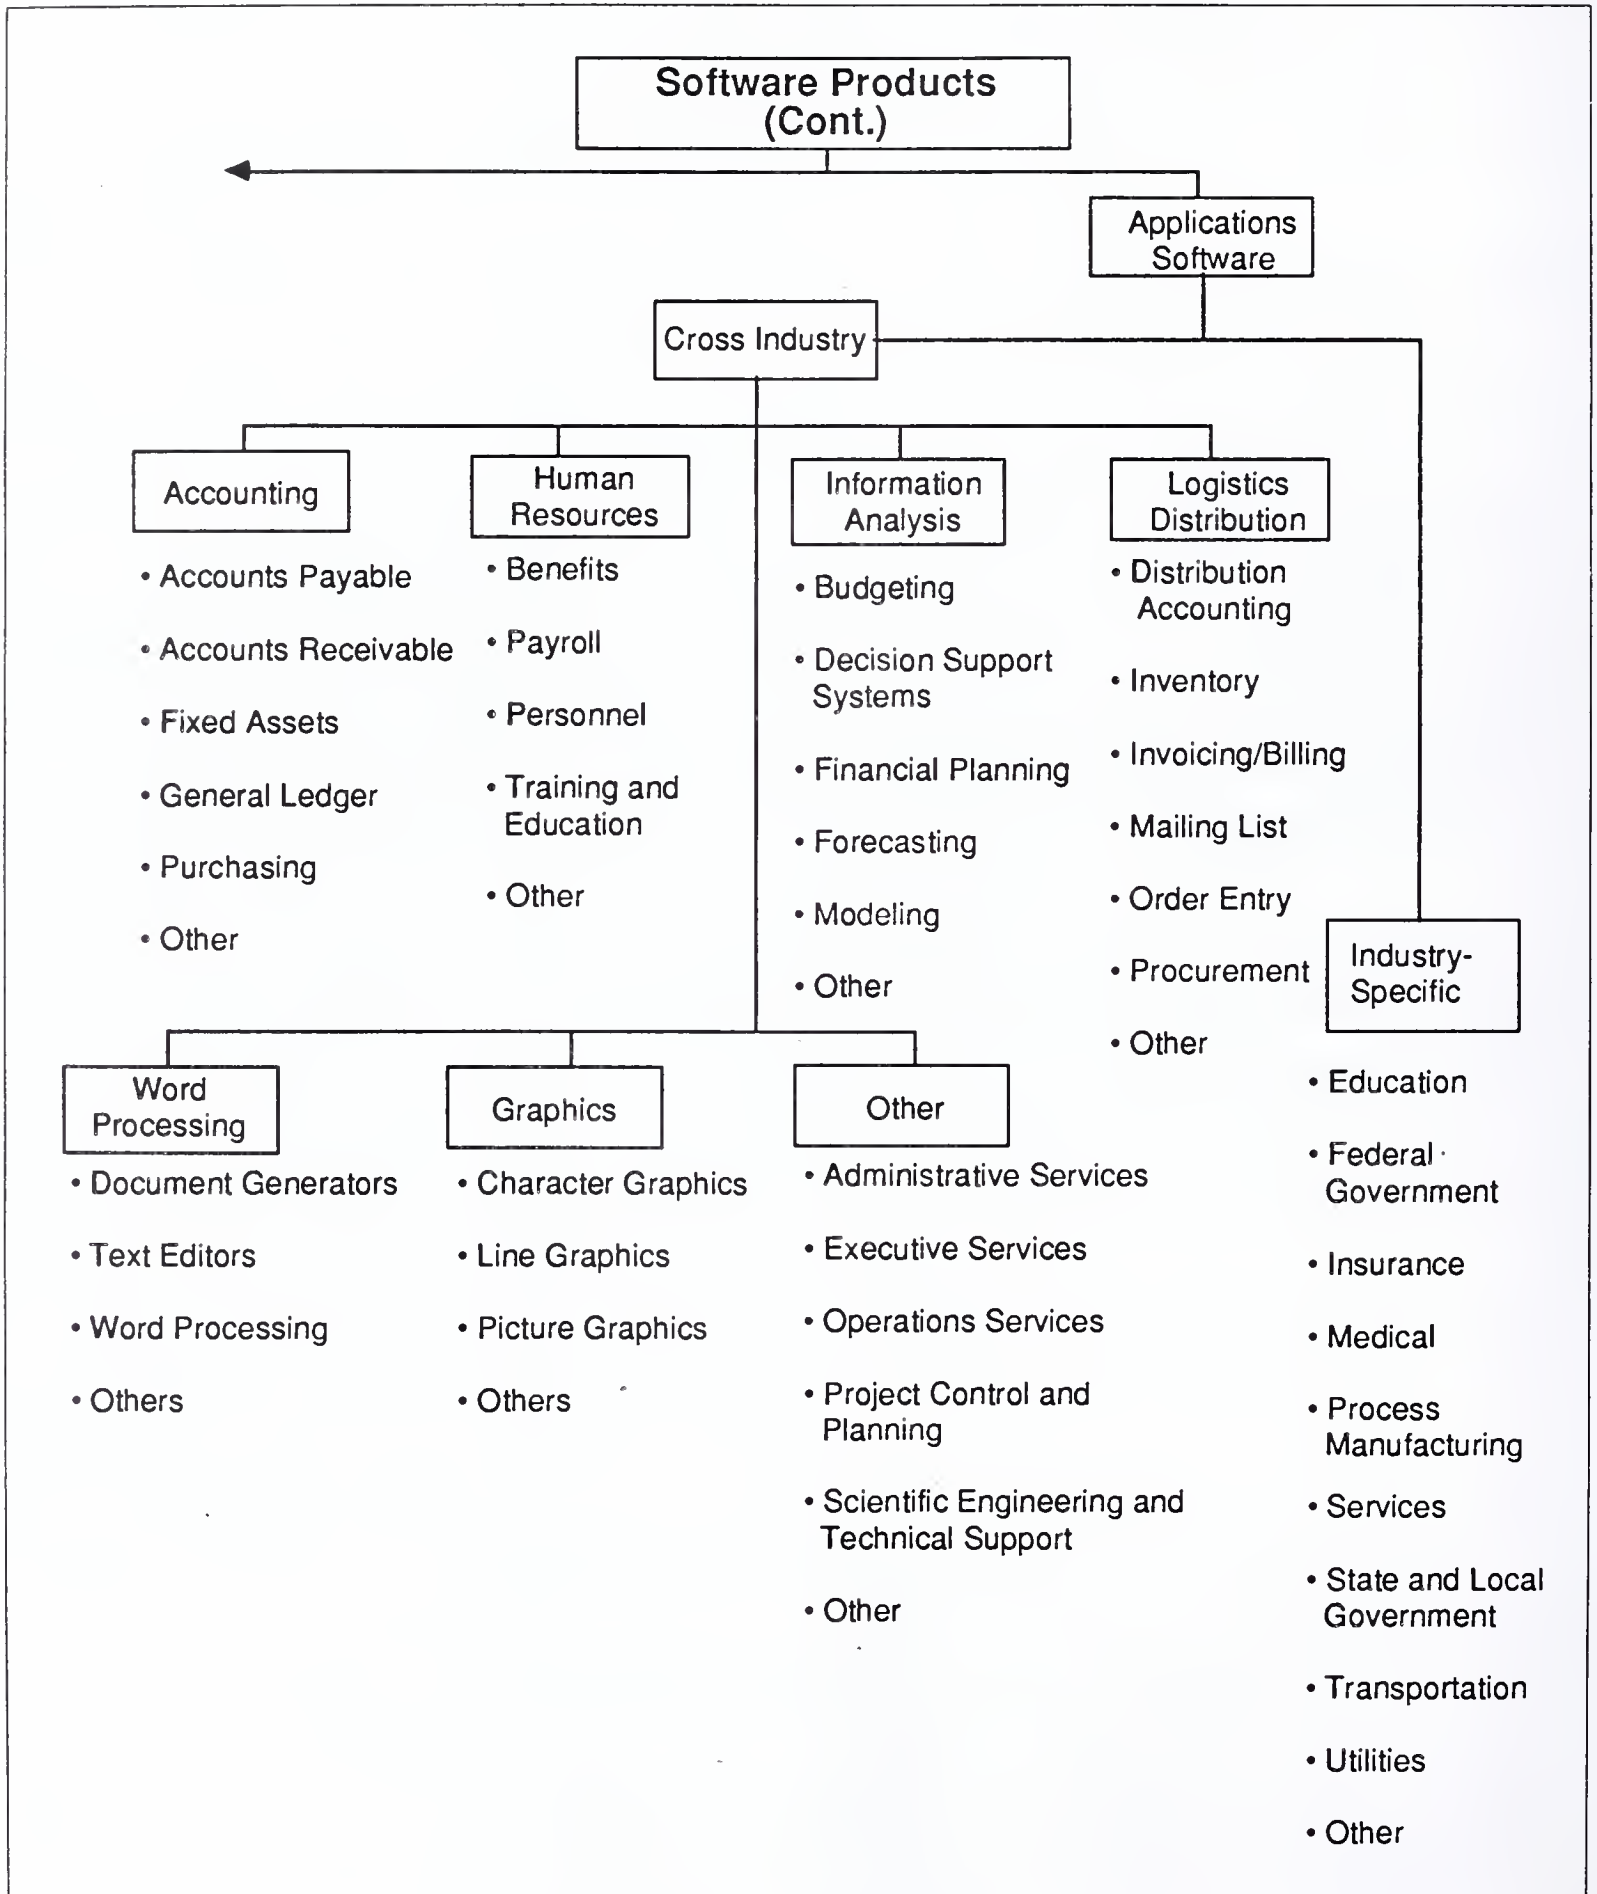 Software Products
(Cont.)
Applications
Software
Cross Industry
Accounting
• Accounts Payable
• Accounts Receivable
• Fixed Assets
• General Ledger
• Purchasing
• Other
Human
Resources
• Benefits
• Payroll
• Personnel
• Training and
Education
• Other
Information
Analysis
• Budgeting
• Decision Support
Systems
• Financial Planning
• Forecasting
• Modeling
• Other
Logistics
Distribution
• Distribution
Accounting
• Inventory
• Invoicing/Billing
• Mailing List
• Order Entry
• Procurement
• Other
Word
Processing
• Document Generators
• Text Editors
• Word Processing
• Others
Graphics
• Character Graphics
• Line Graphics
• Picture Graphics
• Others
Other
• Administrative Services
• Executive Services
• Operations Services
• Project Control and
Planning
• Scientific Engineering and
Technical Support
• Other
Industry-
Specific
• Education
• Federal
Government
• Insurance
• Medical
• Process
Manufacturing
• Services
• State and Local
Government
• Transportation
• Utilities
• Other